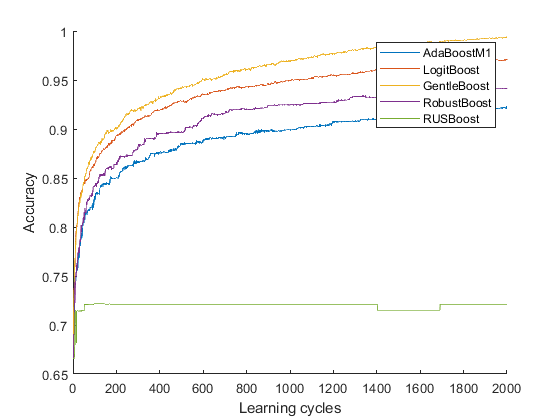 1
0.95
0.9
0.85
0.8
0.75
0.7
0.65
Accuracy
AdaBoostM1
LogitBoost
GentleBoost
RobustBoost
RUSBoost
0 200 400 600 800 1000 1200 1400 1600 1800 2000
Learning cycles